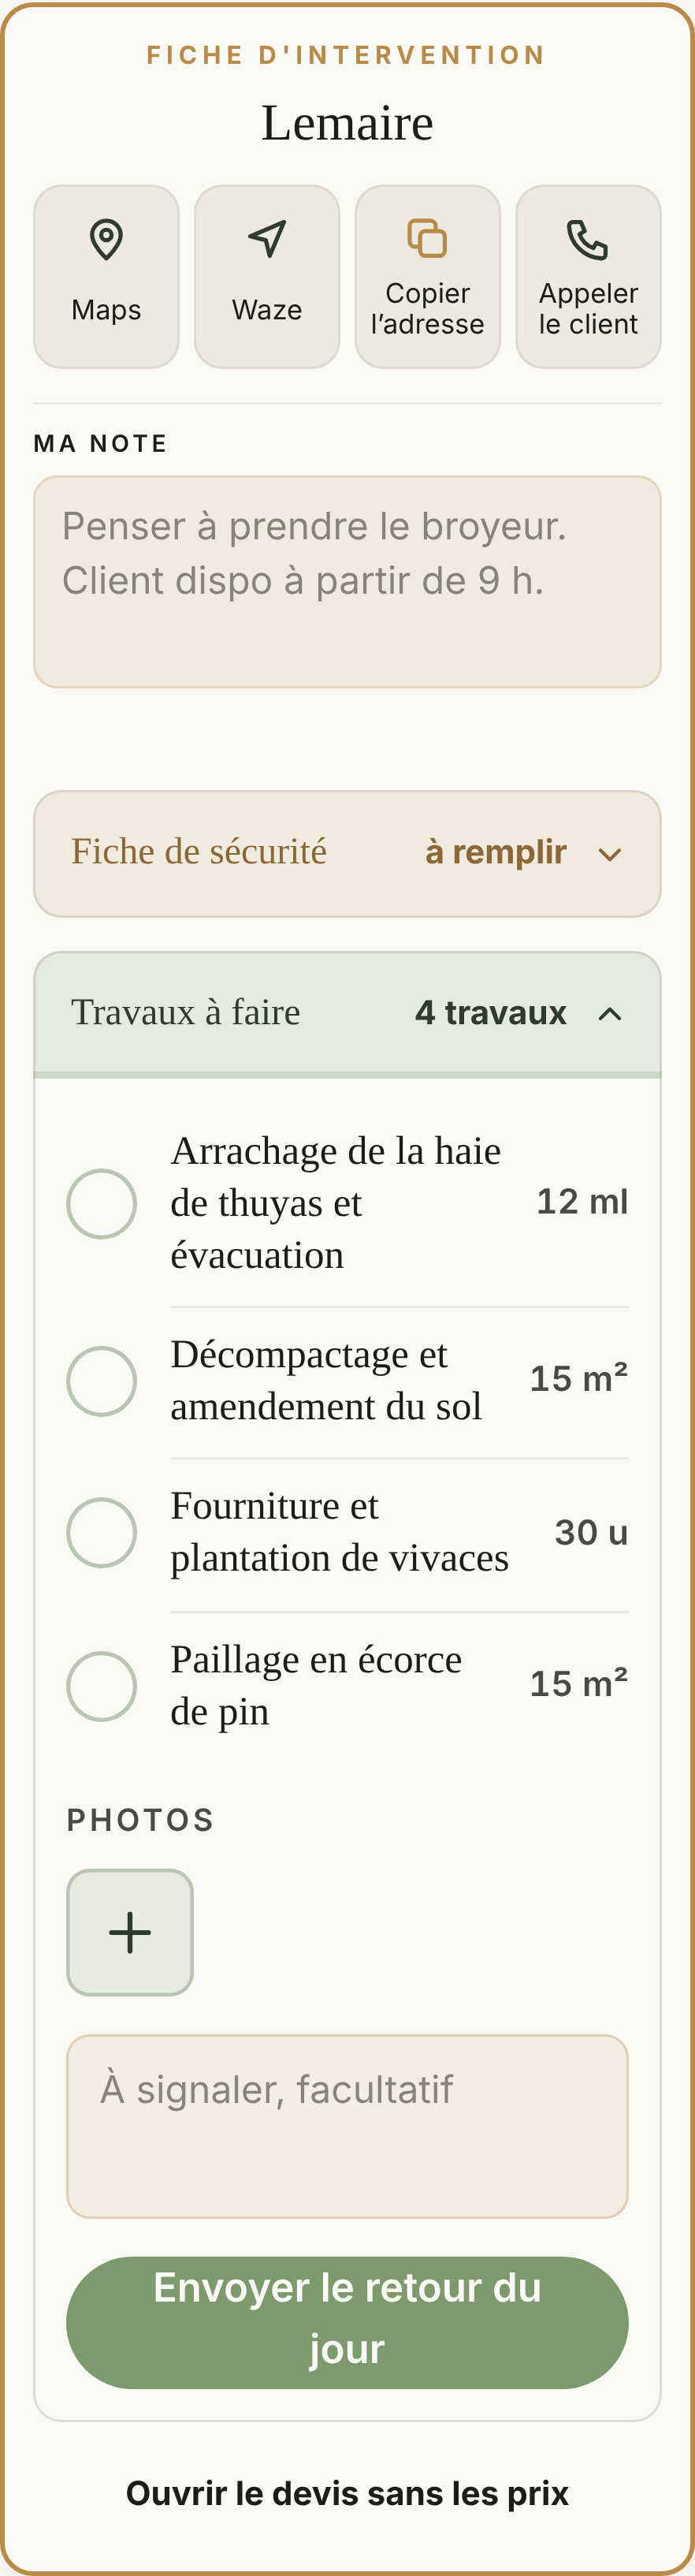 FICHE D'INTERVENTION
Lemaire
Maps
Waze
Copier
l’adresse
Appeler
le client
MA NOTE
Penser à prendre le broyeur.
Client dispo à partir de 9 h.
Fiche de sécurité
à remplir
Travaux à faire
4 travaux
Arrachage de la haie
de thuyas et
évacuation
12 ml
Décompactage et
amendement du sol
15 m²
Fourniture et
plantation de vivaces
30 u
Paillage en écorce
de pin
15 m²
PHOTOS
À signaler, facultatif
Envoyer le retour du
jour
Ouvrir le devis sans les prix